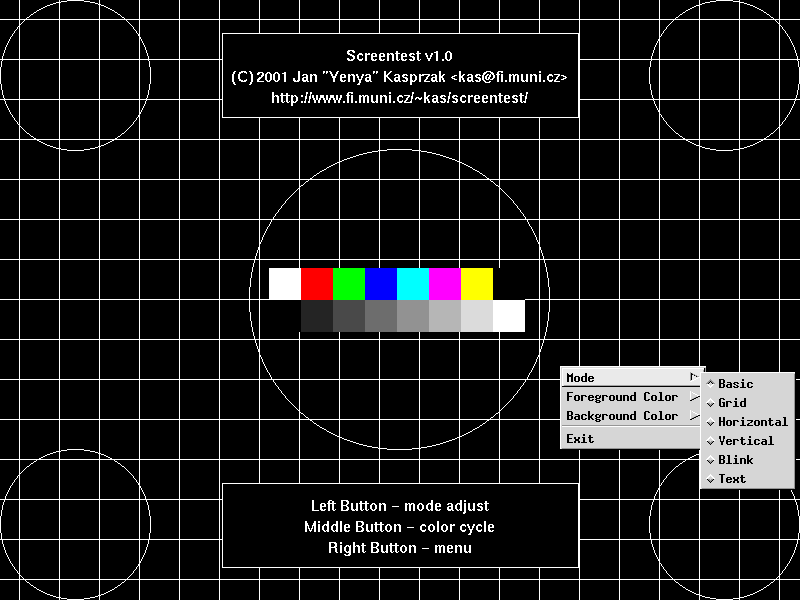 Screentest v1.0
(C)2001 Jan "Yenya" Kasprzak <kas@fi.muni.cz>
http://www.fi.muni.cz/~kas/screentest/
Mode
Foreground Color
Background Color
Exit
Basic
Grid
Horizontal
Vertical
Blink
Text
Left Button – mode adjust
Middle Button – color cycle
Right Button – menu